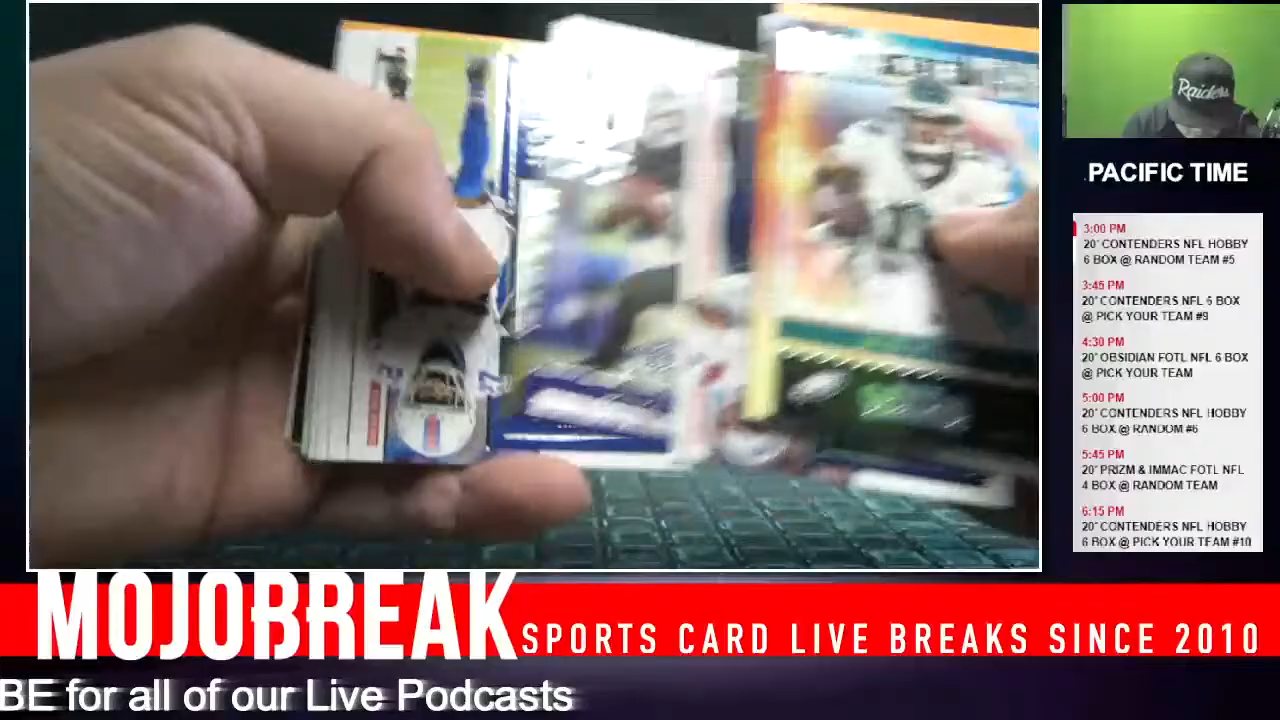 Raiders
PACIFIC TIME
3:00 PM
20' CONTENDERS NFL HOBBY
6 BOX @ RANDOM TEAM #5
3:45 PM
20' CONTENDERS NFL 6 BOX
@ PICK YOUR TEAM #9
4:30 PM
20' OBSIDIAN FOTL NFL 6 BOX
@ PICK YOUR TEAM
5:00 PM
20' CONTENDERS NFL HOBBY
6 BOX @ RANDOM #6
5:45 PM
20' PRIZM & IMMAC FOTL NFL
4 BOX @ RANDOM TEAM
6:15 PM
20' CONTENDERS NFL HOBBY
6 BOX @ PICK YOUR TEAM #10
MOJOBREAK
SPORTS CARD LIVE BREAKS SINCE 2010
BE for all of our Live Podcasts